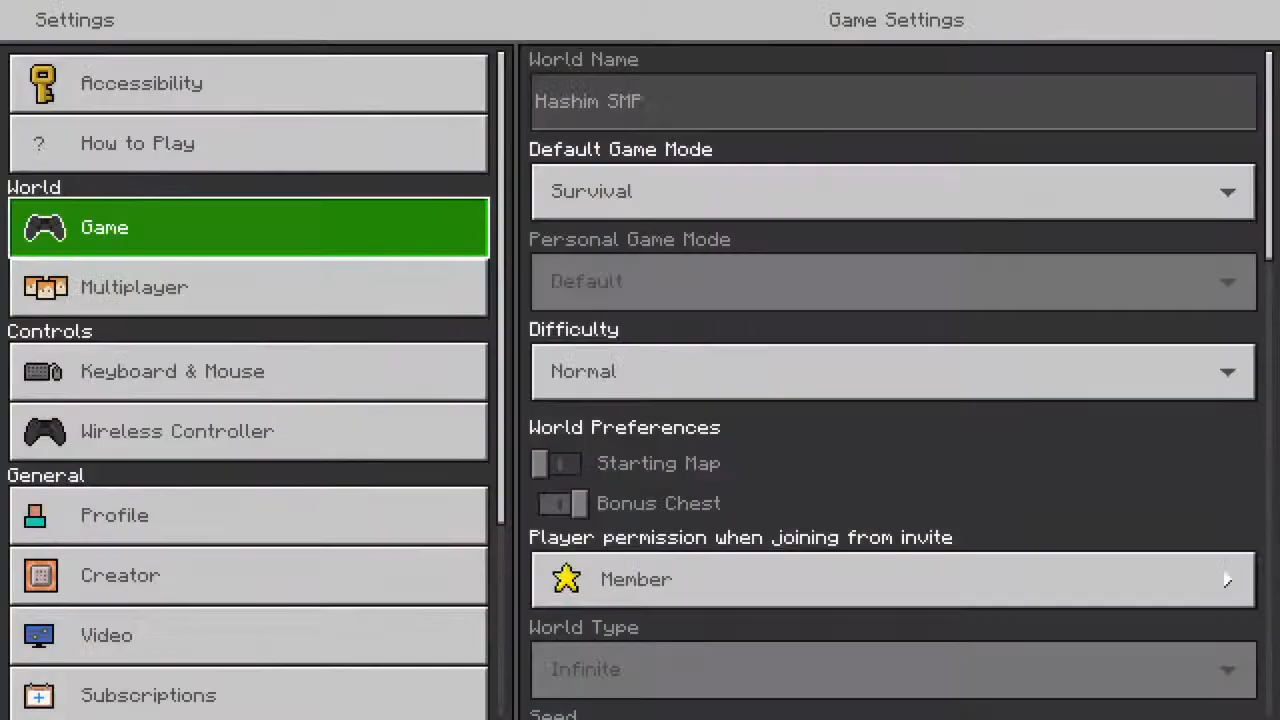 Settings
Game Settings
Accessibility
? How to Play
World
Game
Multiplayer
Controls
Keyboard & Mouse
Wireless Controller
General
Profile
Creator
Video
Subscriptions
World Name
Hashim SMP
Default Game Mode
Survival
Personal Game Mode
Default
Difficulty
Normal
World Preferences
Starting Map
Bonus Chest
Player permission when joining from invite
Member
World Type
Infinite
Seed